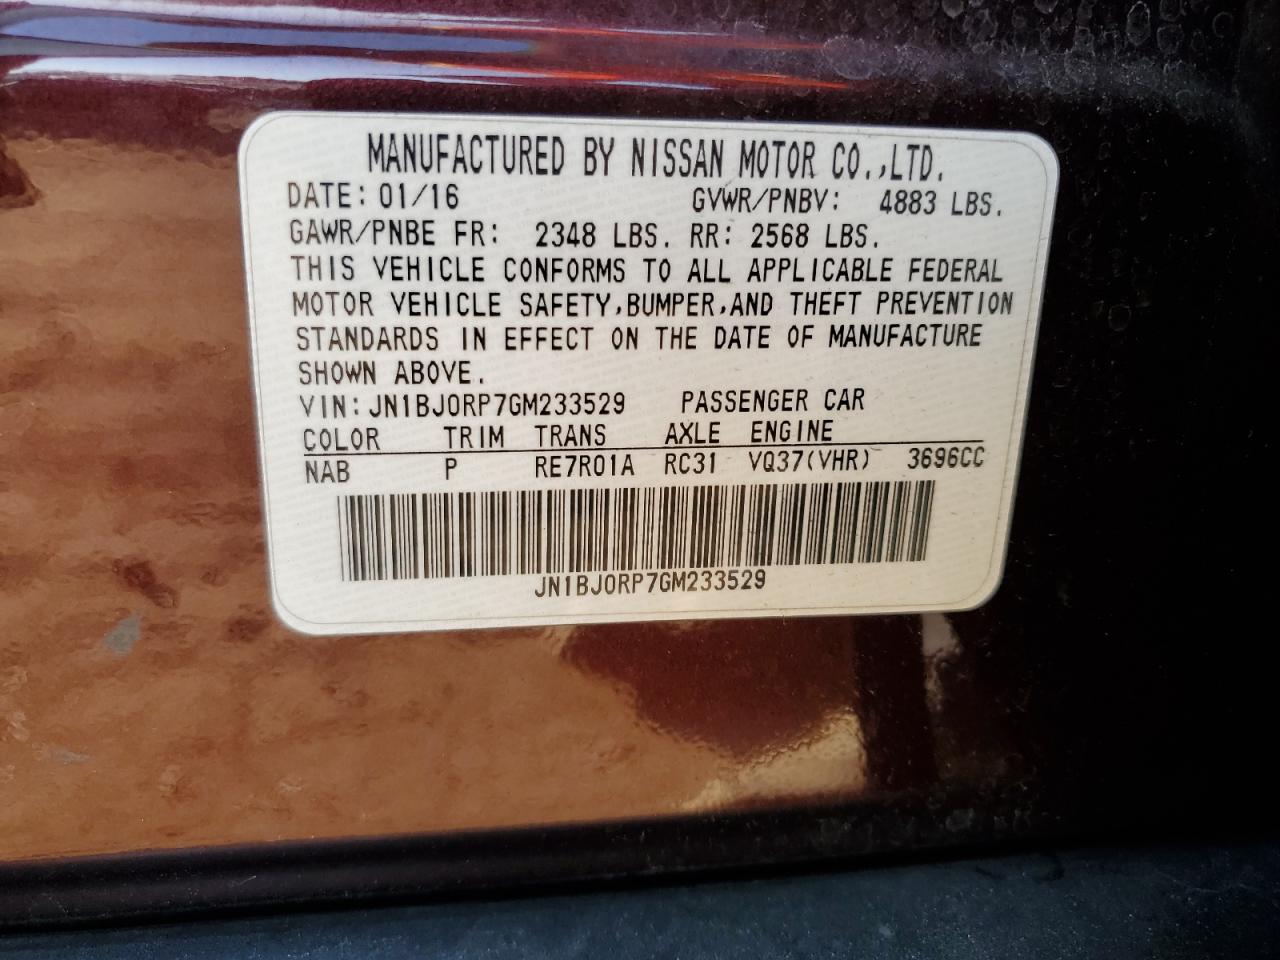 MANUFACTURED BY NISSAN MOTOR CO.,LTD.
DATE: 01/16 GVWR/PNBV: 4883 LBS.
GAWR/PNBE FR: 2348 LBS. RR: 2568 LBS.
THIS VEHICLE CONFORMS TO ALL APPLICABLE FEDERAL
MOTOR VEHICLE SAFETY,BUMPER,AND THEFT PREVENTION
STANDARDS IN EFFECT ON THE DATE OF MANUFACTURE
SHOWN ABOVE.
VIN:JN1BJ0RP7GM233529 PASSENGER CAR
COLOR TRIM TRANS AXLE ENGINE
NAB P RE7R01A RC31 VQ37(VHR) 3696CC
JN1BJ0RP7GM233529